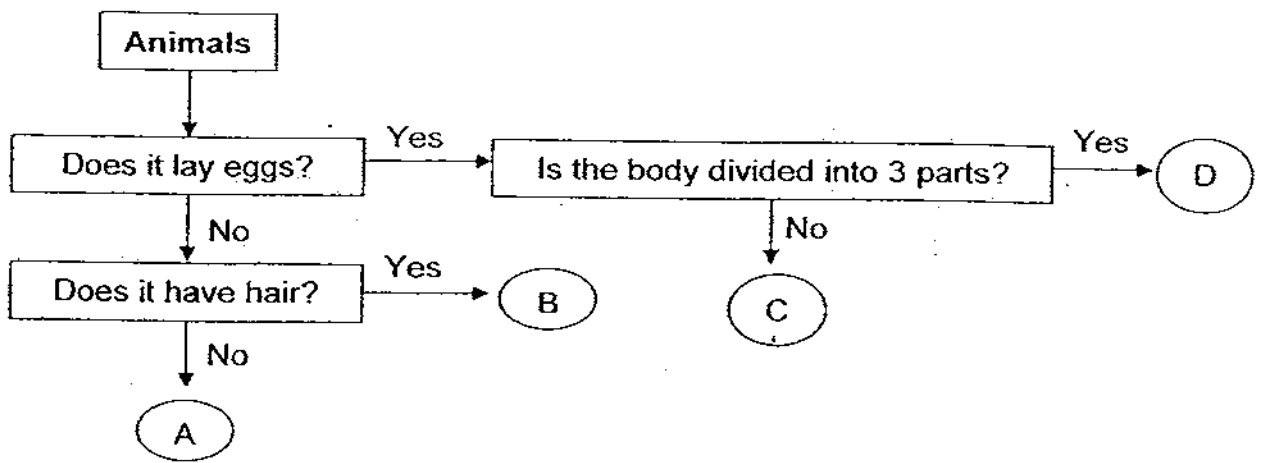 Animals
Does it lay eggs?
Yes
Is the body divided into 3 parts?
Yes
D
No
No
Does it have hair?
Yes
B
C
No
A